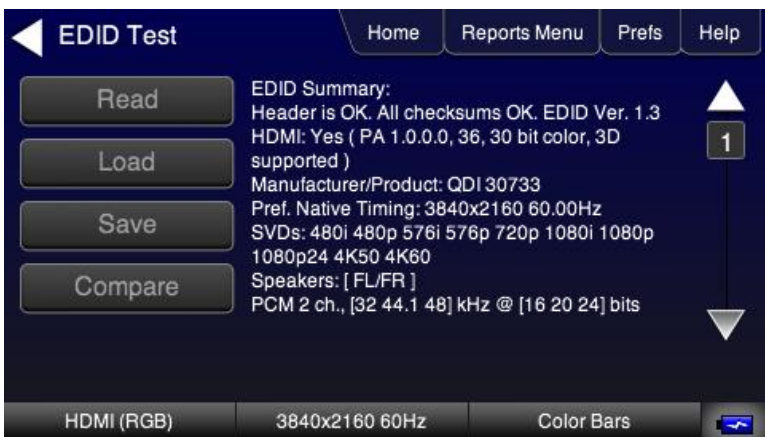 EDID Test
Home
Reports Menu
Prefs
Help
Read
Load
Save
Compare
EDID Summary:
Header is OK. All checksums OK. EDID Ver. 1.3
HDMI: Yes ( PA 1.0.0.0, 36, 30 bit color, 3D
supported )
Manufacturer/Product: QDI 30733
Pref. Native Timing: 3840x2160 60.00Hz
SVDs: 480i 480p 576i 576p 720p 1080i 1080p
1080p24 4K50 4K60
Speakers: [ FL/FR ]
PCM 2 ch., [32 44.1 48] kHz @ [16 20 24] bits
1
HDMI (RGB)
3840x2160 60Hz
Color Bars